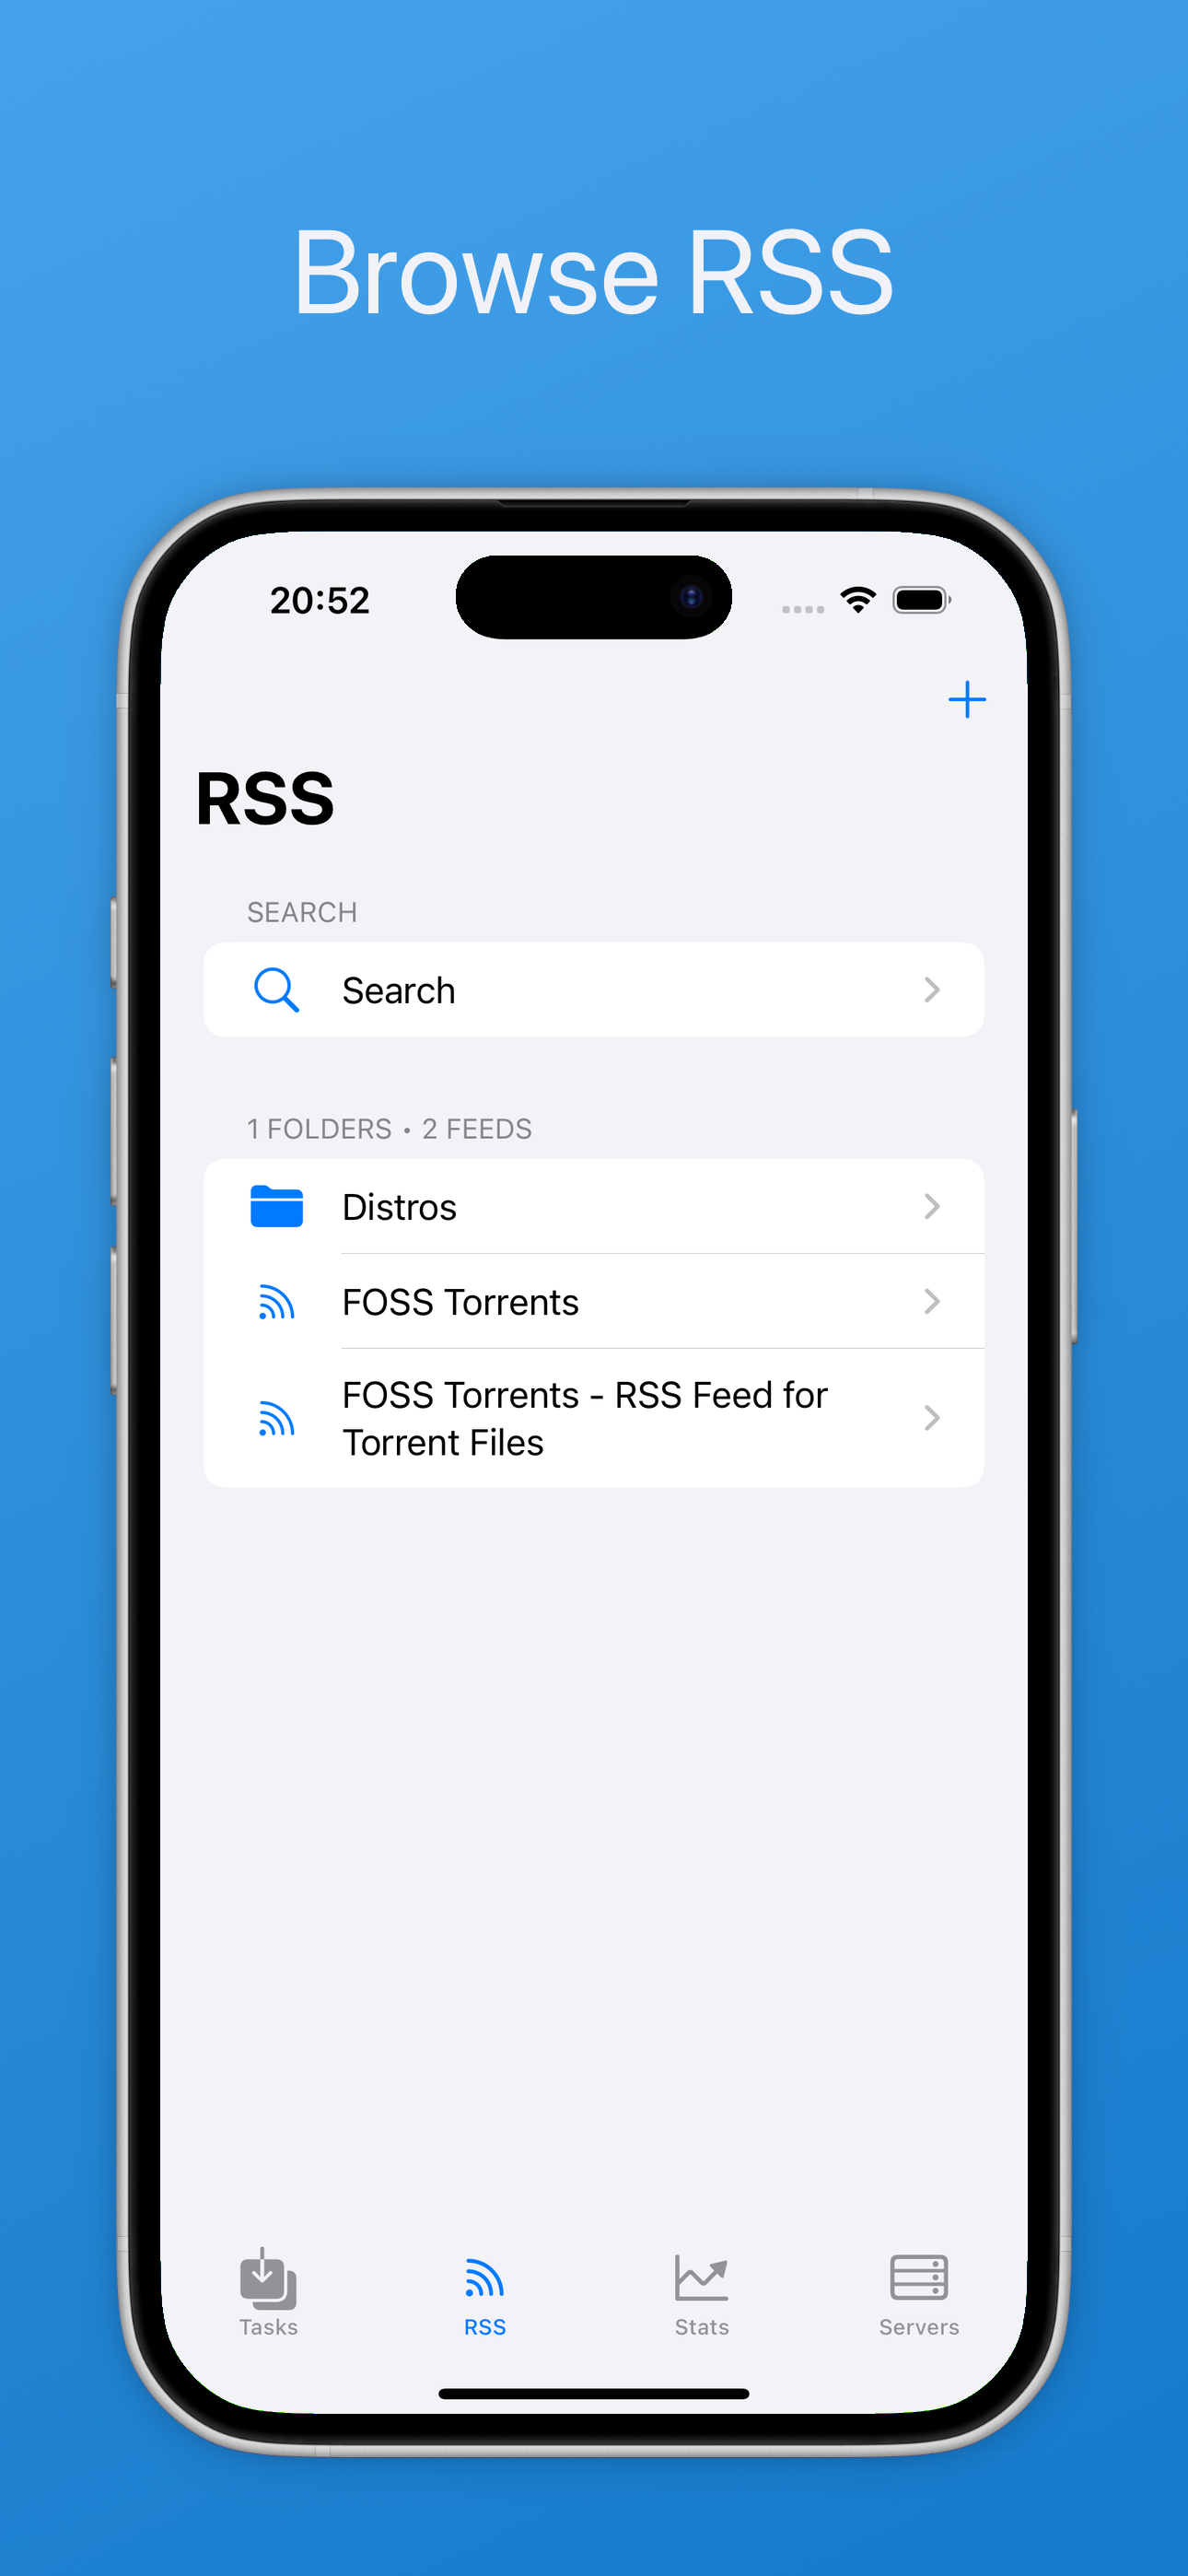 Browse RSS
20:52
RSS
SEARCH
Search
1 FOLDERS • 2 FEEDS
Distros
FOSS Torrents
FOSS Torrents - RSS Feed for
Torrent Files
Tasks
RSS
Stats
Servers